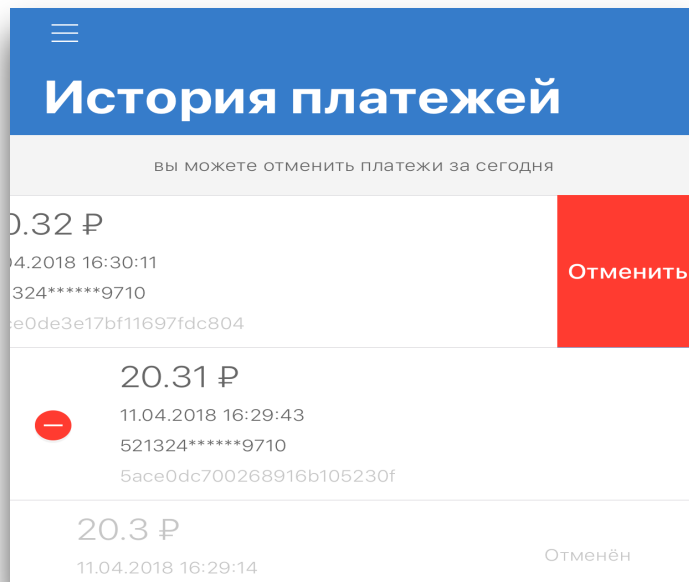 История платежей
вы можете отменить платежи за сегодня
0.32 ₽
04.2018 16:30:11
324******9710
ce0de3e17bf11697fdc804
Отменить
20.31 ₽
11.04.2018 16:29:43
521324******9710
5ace0dc700268916b105230f
20.3 ₽
11.04.2018 16:29:14
Отменён